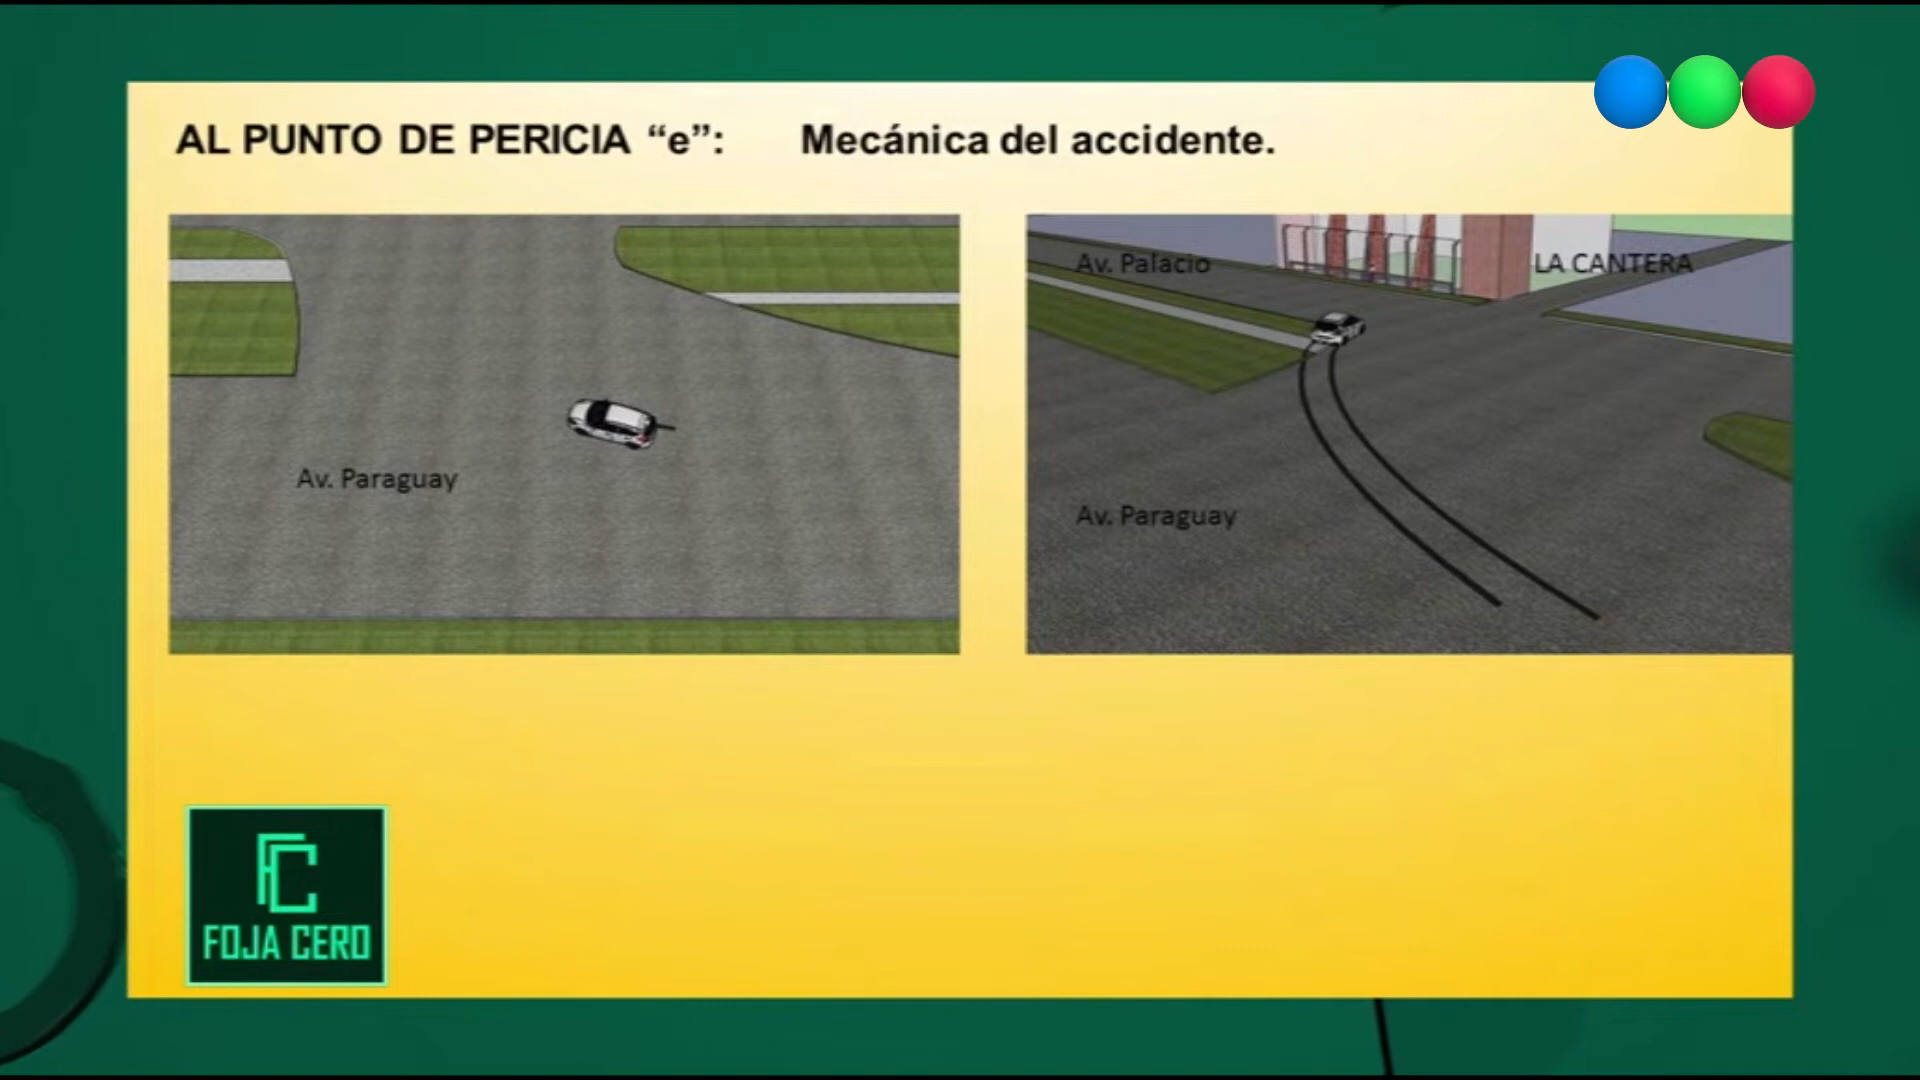 AL PUNTO DE PERICIA “e”: Mecánica del accidente.
Av. Paraguay
Av. Palacio
LA CANTERA
Av. Paraguay
FC
FOJA CERO